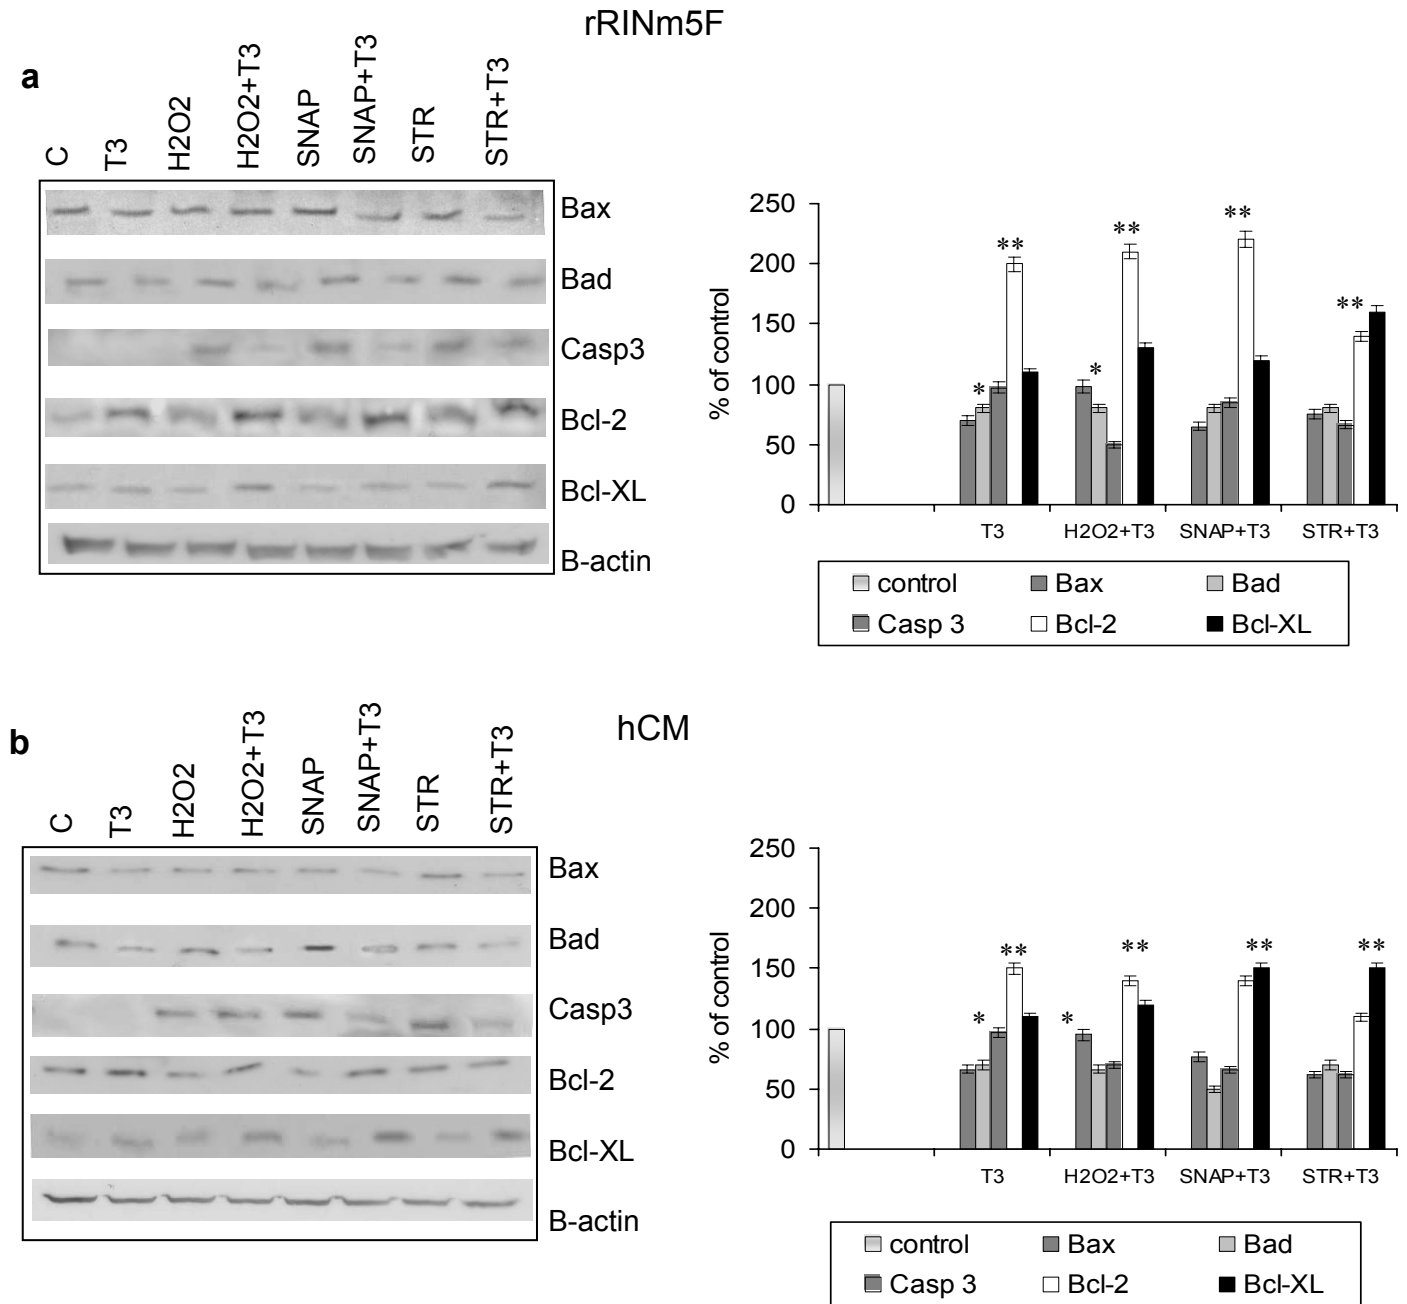 rRINm5F
a
C T3 H2O2 H2O2+T3 SNAP SNAP+T3 STR STR+T3
Bax
Bad
Casp3
Bcl-2
Bcl-XL
B-actin
% of control
250
200
150
100
50
0
** ** ** **
* *
T3 H2O2+T3 SNAP+T3 STR+T3
control Bax Bad
Casp 3 Bcl-2 Bcl-XL
hCM
b
C T3 H2O2 H2O2+T3 SNAP SNAP+T3 STR STR+T3
Bax
Bad
Casp3
Bcl-2
Bcl-XL
B-actin
% of control
250
200
150
100
50
0
** ** ** **
* *
T3 H2O2+T3 SNAP+T3 STR+T3
control Bax Bad
Casp 3 Bcl-2 Bcl-XL